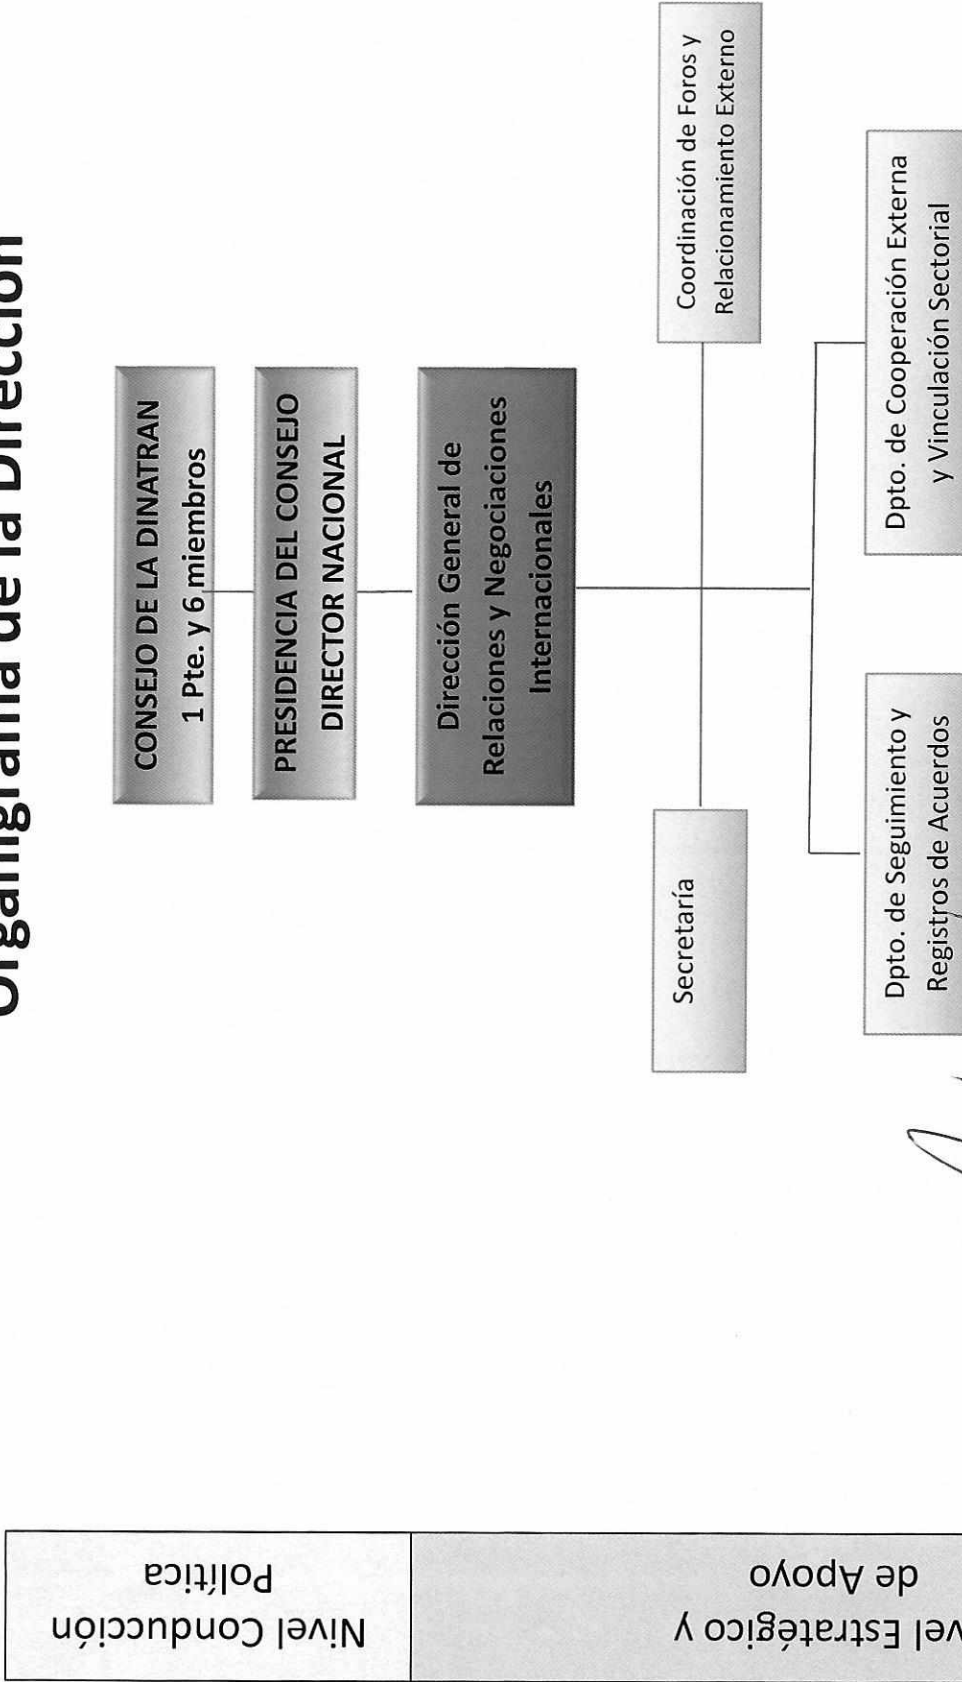 Organigrama de la Dirección
CONSEJO DE LA DINATRAN
1 Pte. y 6 miembros
PRESIDENCIA DEL CONSEJO
DIRECTOR NACIONAL
Dirección General de
Relaciones y Negociaciones
Internacionales
Secretaría
Coordinación de Foros y
Relacionamiento Externo
Dpto. de Seguimiento y
Registros de Acuerdos
Dpto. de Cooperación Externa
y Vinculación Sectorial
Nivel Conducción
Política
vel Estratégico y
de Apoyo